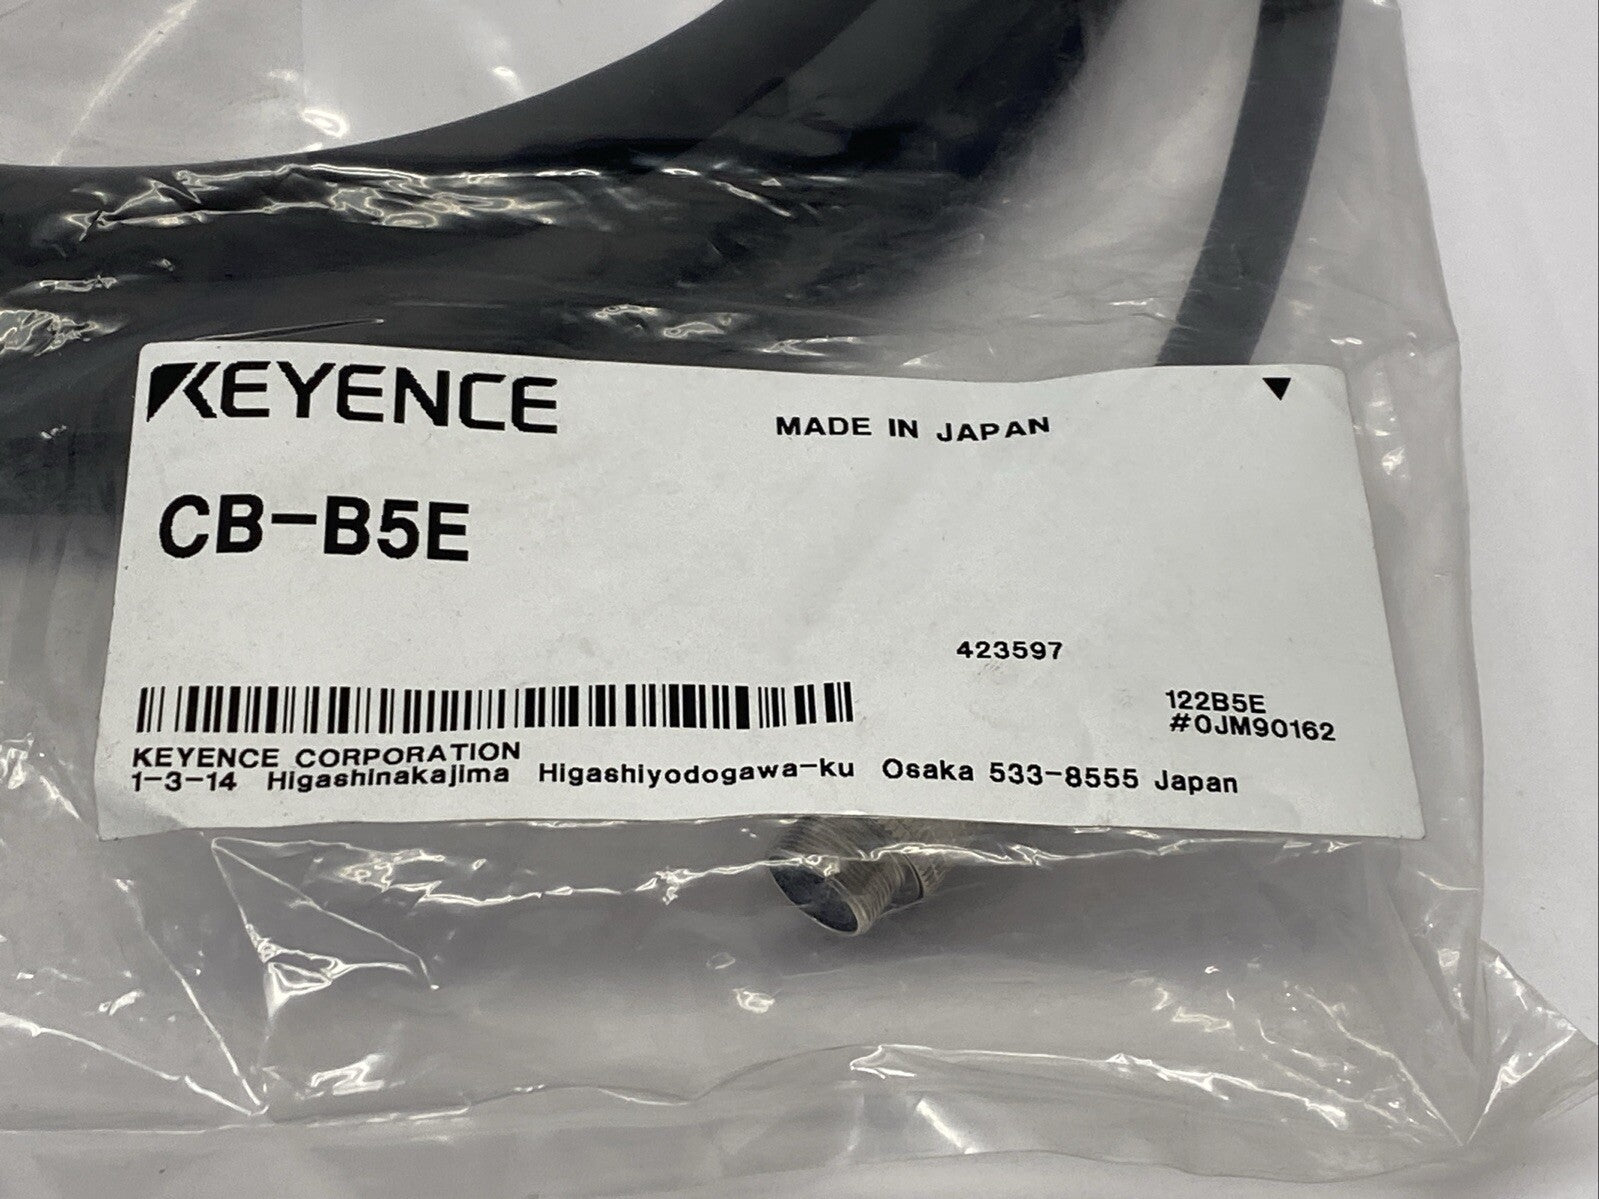 KEYENCE
MADE IN JAPAN
CB-B5E
423597
122B5E
#0JM90162
KEYENCE CORPORATION
1-3-14 Higashinakajima Higashiyodogawa-ku Osaka 533-8555 Japan